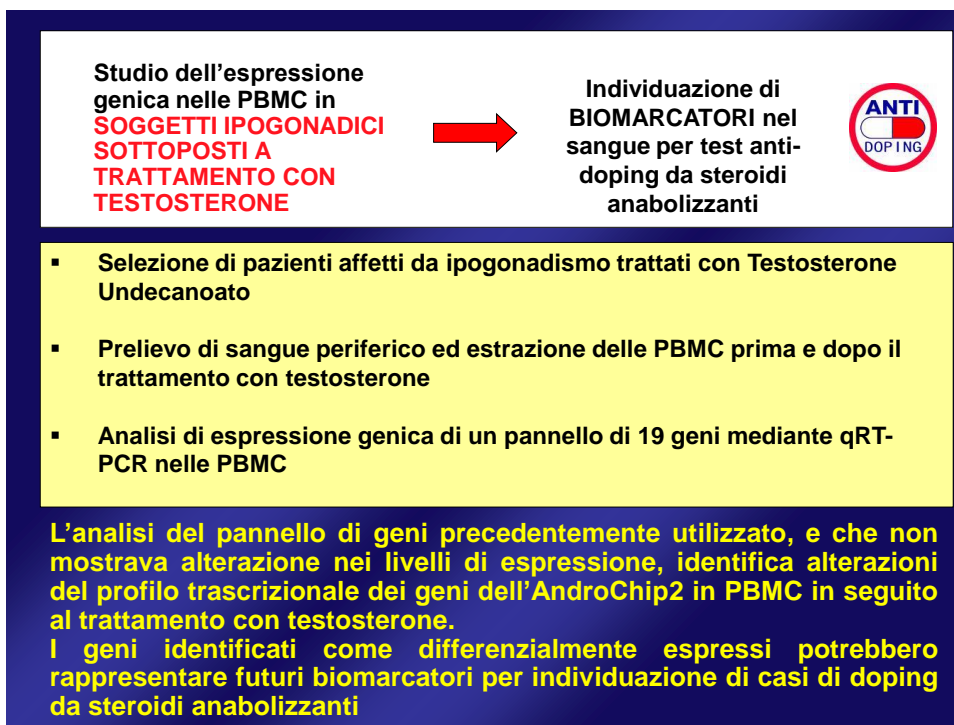 Studio dell'espressione
genica nelle PBMC in
SOGGETTI IPOGONADICI
SOTTOPOSTI A
TRATTAMENTO CON
TESTOSTERONE
Individuazione di
BIOMARCATORI nel
sangue per test anti-
doping da steroidi
anabolizzanti
ANTI
DOPING
▪ Selezione di pazienti affetti da ipogonadismo trattati con Testosterone
Undecanoato
▪ Prelievo di sangue periferico ed estrazione delle PBMC prima e dopo il
trattamento con testosterone
▪ Analisi di espressione genica di un pannello di 19 geni mediante qRT-
PCR nelle PBMC
L'analisi del pannello di geni precedentemente utilizzato, e che non
mostrava alterazione nei livelli di espressione, identifica alterazioni
del profilo trascrizionale dei geni dell'AndroChip2 in PBMC in seguito
al trattamento con testosterone.
I geni identificati come differenzialmente espressi potrebbero
rappresentare futuri biomarcatori per individuazione di casi di doping
da steroidi anabolizzanti